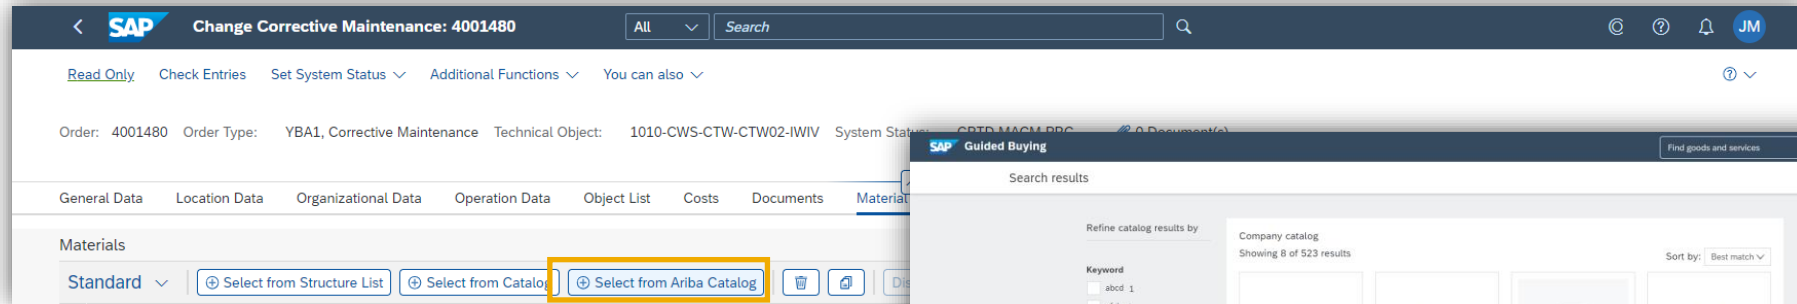 SAP Change Corrective Maintenance: 4001480 All Search JM
Read Only Check Entries Set System Status Additional Functions You can also
Order: 4001480 Order Type: YBA1, Corrective Maintenance Technical Object: 1010-CWS-CTW-CTW02-IWIV System
SAP Guided Buying Find goods and services
Search results
General Data Location Data Organizational Data Operation Data Object List Costs Documents Material
Refine catalog results by
Company catalog
Showing 8 of 523 results
Sort by: Best match
Materials
Standard Select from Structure List Select from Catalog Select from Ariba Catalog
Keyword
abcd 1